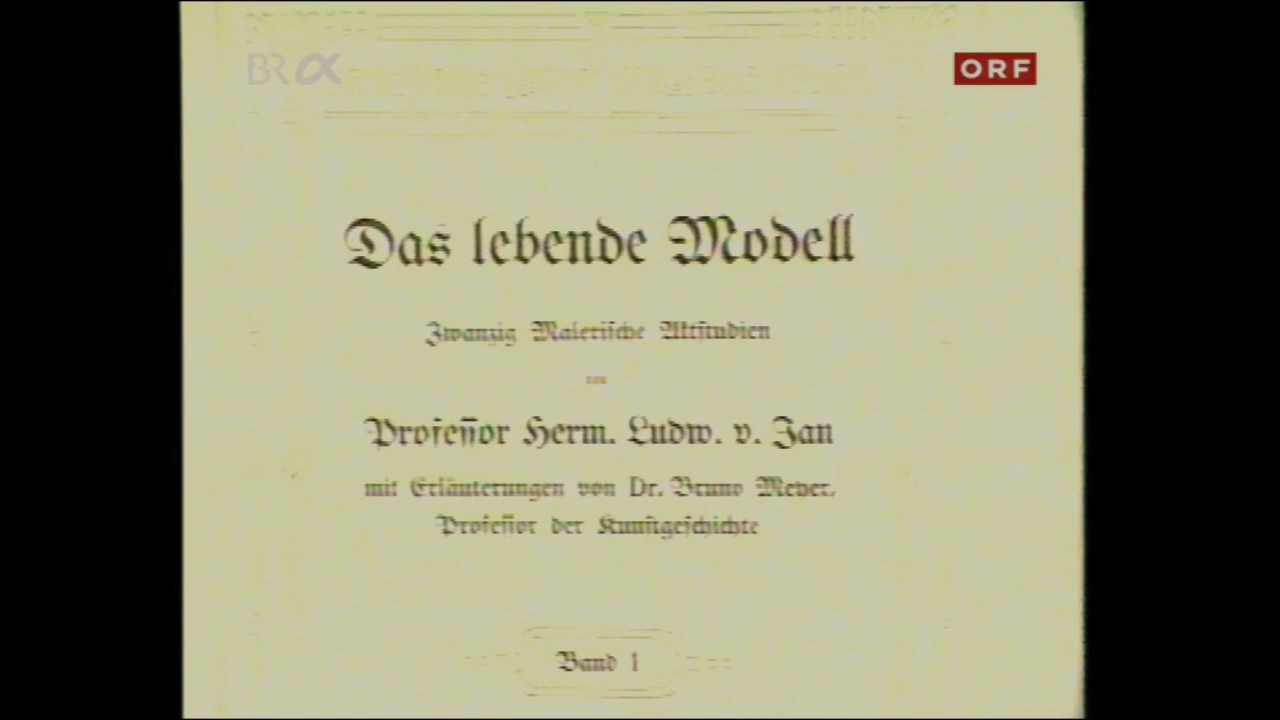 BRα
ORF
Das lebende Modell
Zwanzig Malerische Aktstudien
von
Professor Herm. Ludw. v. Jan
mit Erläuterungen von Dr. Bruno Meyer.
Professor der Kunstgeschichte
Band 1